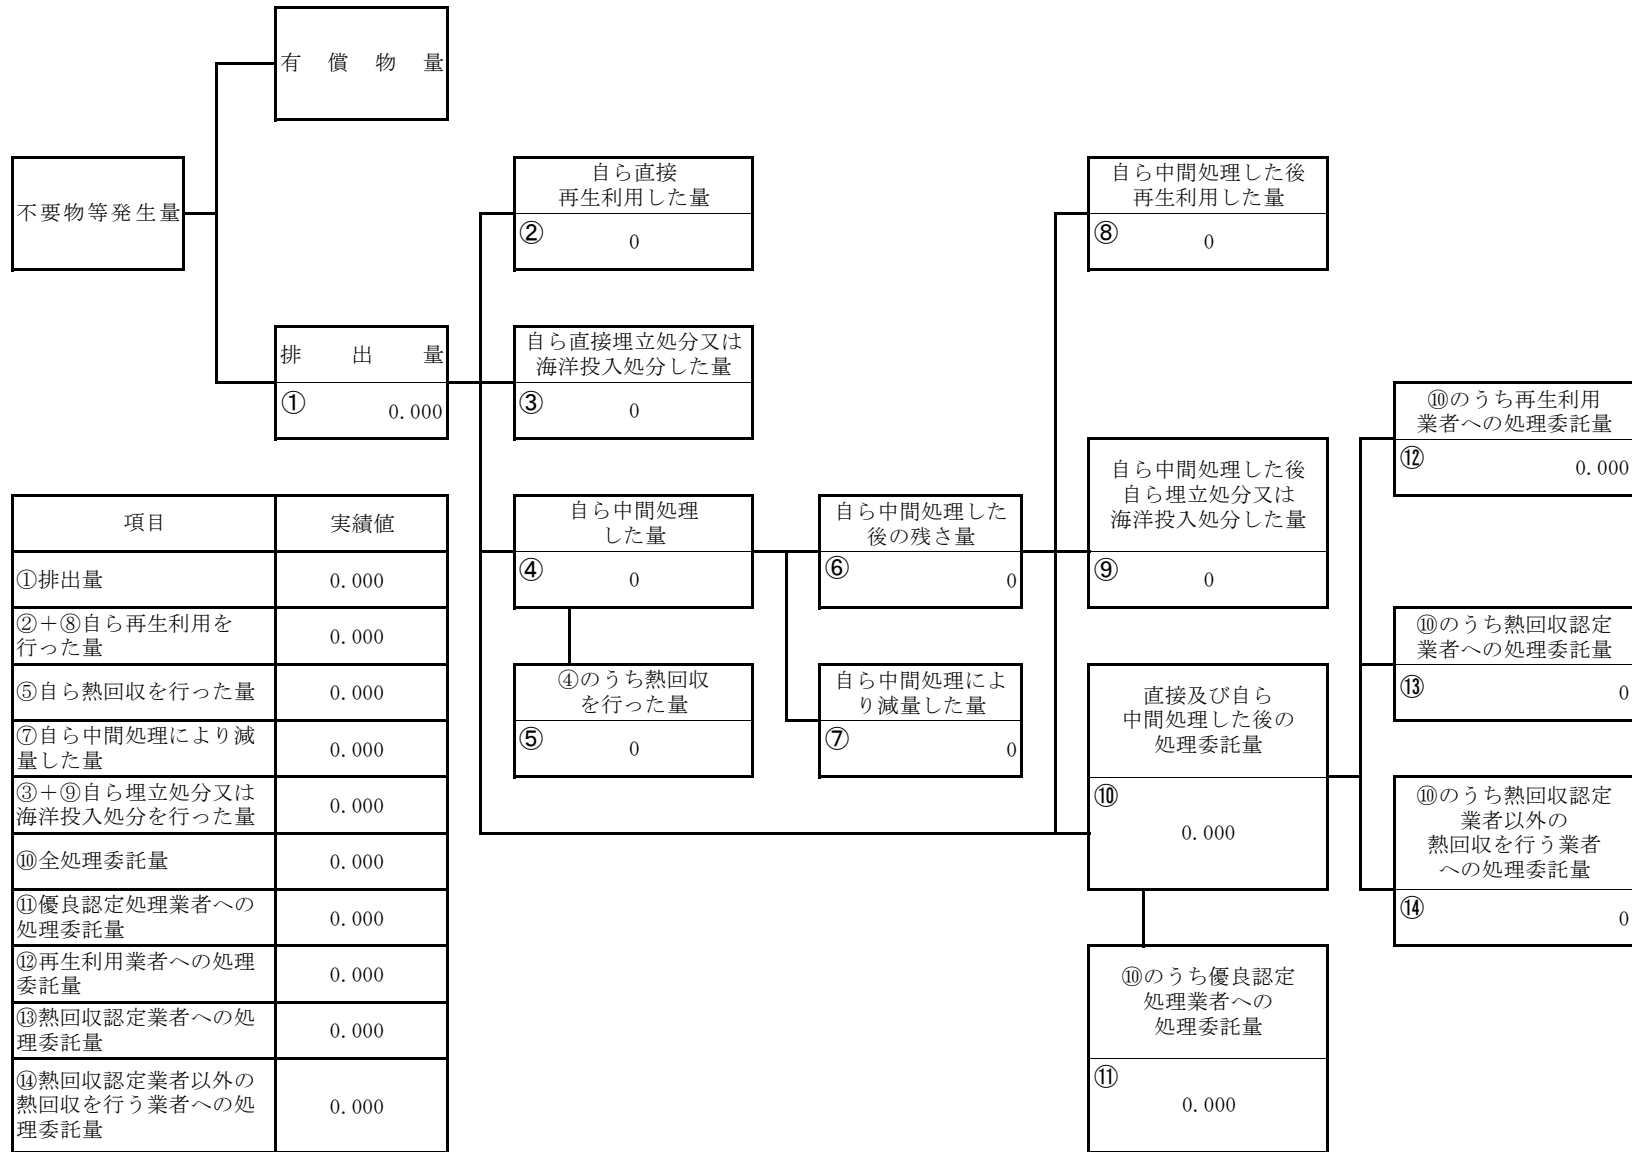 有償物量
不要物等発生量
自ら直接
再生利用した量
② 0
自ら中間処理した後
再生利用した量
⑧ 0
排出量
① 0.000
自ら直接埋立処分又は
海洋投入処分した量
③ 0
⑩のうち再生利用
業者への処理委託量
⑫ 0.000
自ら中間処理した後
自ら埋立処分又は
海洋投入処分した量
⑨ 0
自ら中間処理
した量
④ 0
自ら中間処理した
後の残さ量
⑥ 0
⑩のうち熱回収認定
業者への処理委託量
⑬ 0
④のうち熱回収
を行った量
⑤ 0
自ら中間処理によ
り減量した量
⑦ 0
直接及び自ら
中間処理した後の
処理委託量
⑩
0.000
⑩のうち熱回収認定
業者以外の
熱回収を行う業者
への処理委託量
⑭ 0
⑩のうち優良認定
処理業者への
処理委託量
⑪
0.000
項目 実績値
①排出量 0.000
②+⑧自ら再生利用を
行った量 0.000
⑤自ら熱回収を行った量 0.000
⑦自ら中間処理により減
量した量 0.000
③+⑨自ら埋立処分又は
海洋投入処分を行った量 0.000
⑩全処理委託量 0.000
⑪優良認定処理業者への
処理委託量 0.000
⑫再生利用業者への処理
委託量 0.000
⑬熱回収認定業者への処
理委託量 0.000
⑭熱回収認定業者以外の
熱回収を行う業者への処
理委託量 0.000